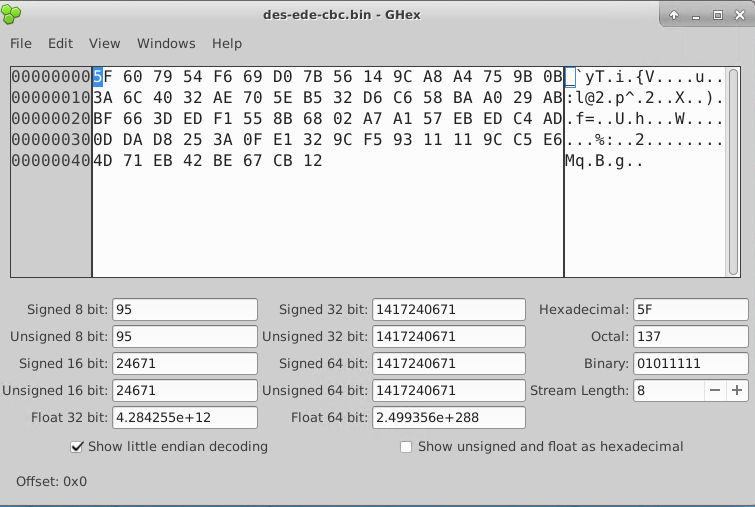 des-ede-cbc.bin - GHex
File Edit View Windows Help
00000000 5F 60 79 54 F6 69 D0 7B 56 14 9C A8 A4 75 9B 0B _`yT.i.{V....u..
00000010 3A 6C 40 32 AE 70 5E B5 32 D6 C6 58 BA A0 29 AB :l@2.p^.2..X..).
00000020 BF 66 3D ED F1 55 8B 68 02 A7 A1 57 EB ED C4 AD .f=..U.h...W....
00000030 0D DA D8 25 3A 0F E1 32 9C F5 93 11 11 9C C5 E6 ...%:..2........
00000040 4D 71 EB 42 BE 67 CB 12 Mq.B.g..
Signed 8 bit: 95 Signed 32 bit: 1417240671 Hexadecimal: 5F
Unsigned 8 bit: 95 Unsigned 32 bit: 1417240671 Octal: 137
Signed 16 bit: 24671 Signed 64 bit: 1417240671 Binary: 01011111
Unsigned 16 bit: 24671 Unsigned 64 bit: 1417240671 Stream Length: 8
Float 32 bit: 4.284255e+12 Float 64 bit: 2.499356e+288
Show little endian decoding Show unsigned and float as hexadecimal
Offset: 0x0